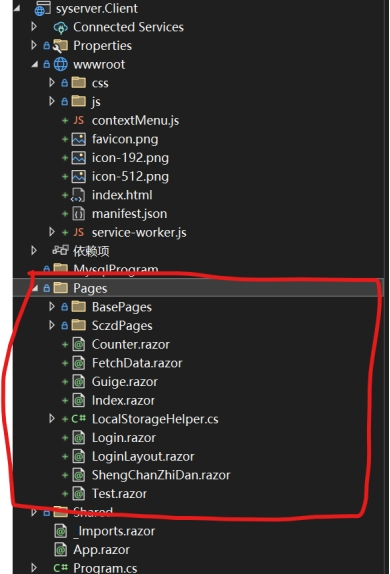 syserver.Client
Connected Services
Properties
wwwroot
css
js
JS contextMenu.js
favicon.png
icon-192.png
icon-512.png
index.html
manifest.json
JS service-worker.js
依赖项
MysqlProgram
Pages
BasePages
SczdPages
Counter.razor
FetchData.razor
Guige.razor
Index.razor
C# LocalStorageHelper.cs
Login.razor
LoginLayout.razor
ShengChanZhiDan.razor
Test.razor
Shared
_Imports.razor
App.razor
C# Program.cs